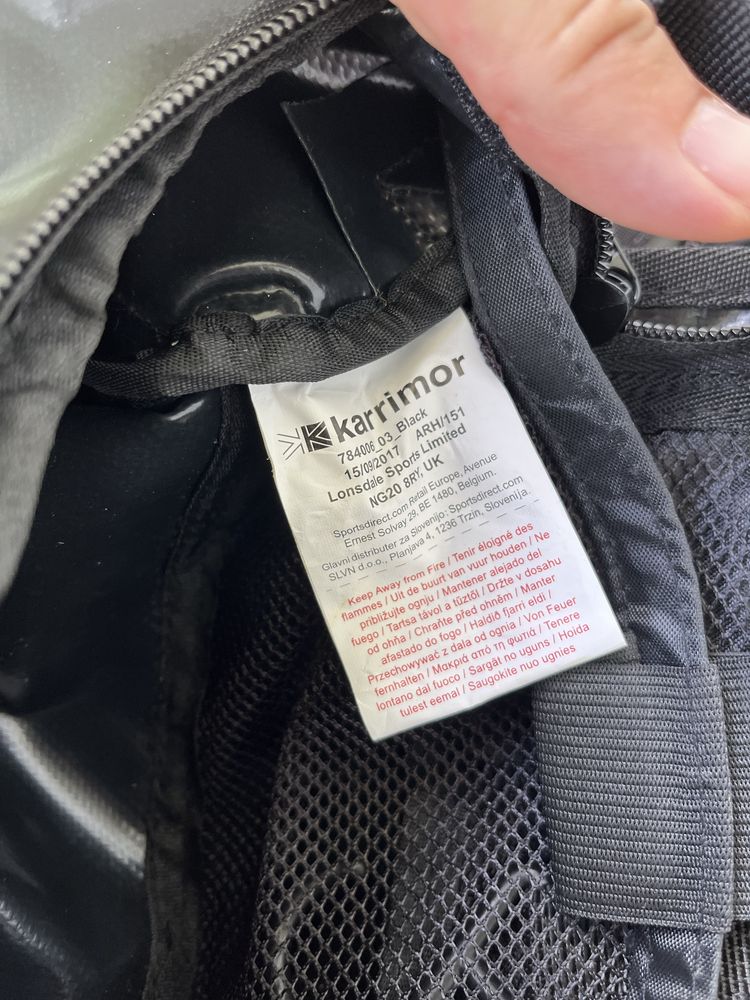 karrimor
784006_03_Black
15/09/2017 ARH/151
Lonsdale Sports Limited
NG20 8RY, UK
Sportsdirect.com Retail Europe, Avenue
Ernest Solvay 29, BE 1480, Belgium.
Glavni distributer za Slovenijo: Sportsdirect.com
SLVN d.o.o., Planjava 4, 1236 Trzin, Slovenija.
Keep Away from Fire / Tenir éloigné des
flammes / Uit de buurt van vuur houden / Ne
približujte ognju / Mantener alejado del
fuego / Tartsa távol a tűztől / Držte v dosahu
od ohňa / Chraňte před ohněm / Manter
afastado do fogo / Haldið fjarri eldi /
Przechowywać z dala od ognia / Von Feuer
fernhalten / Μακριά από τη φωτιά / Tenere
lontano dal fuoco / Sargāt no uguns / Hoida
tulest eemal / Saugokite nuo ugnies